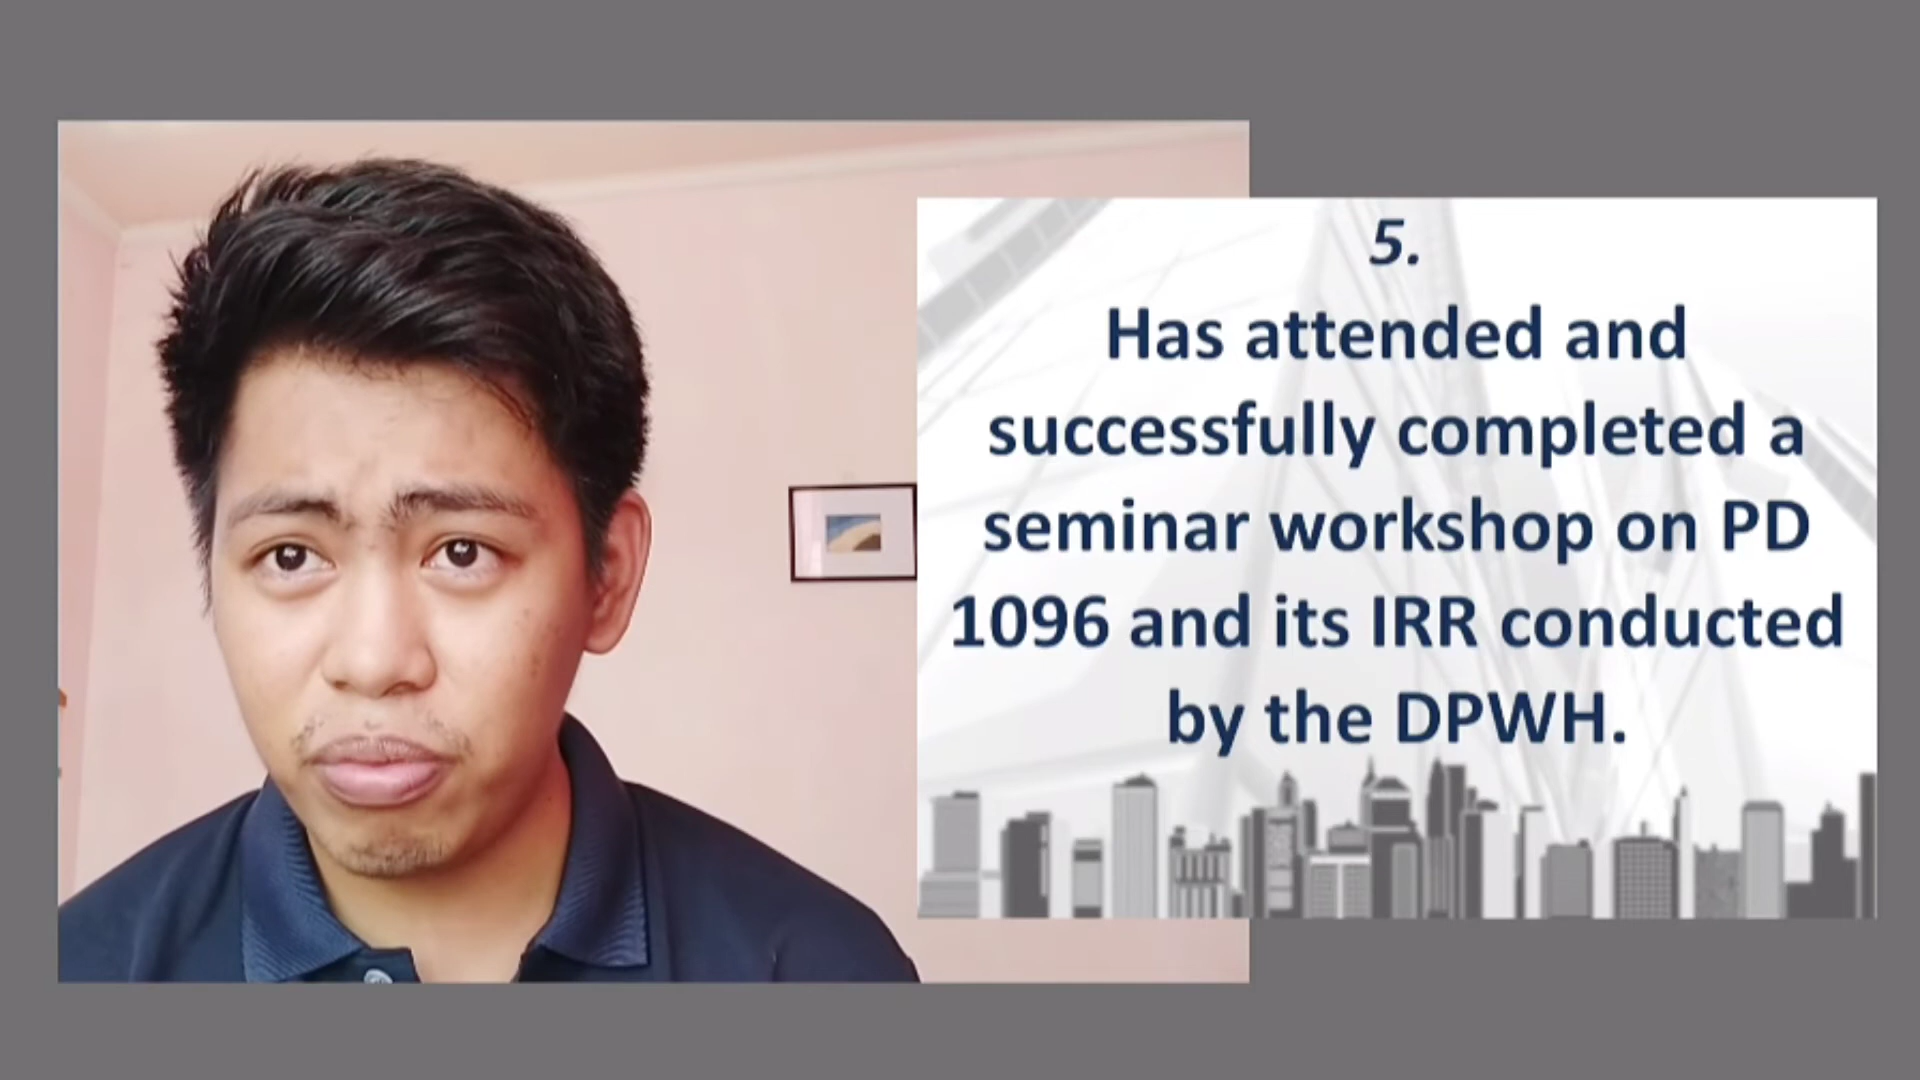 5.
Has attended and
successfully completed a
seminar workshop on PD
1096 and its IRR conducted
by the DPWH.